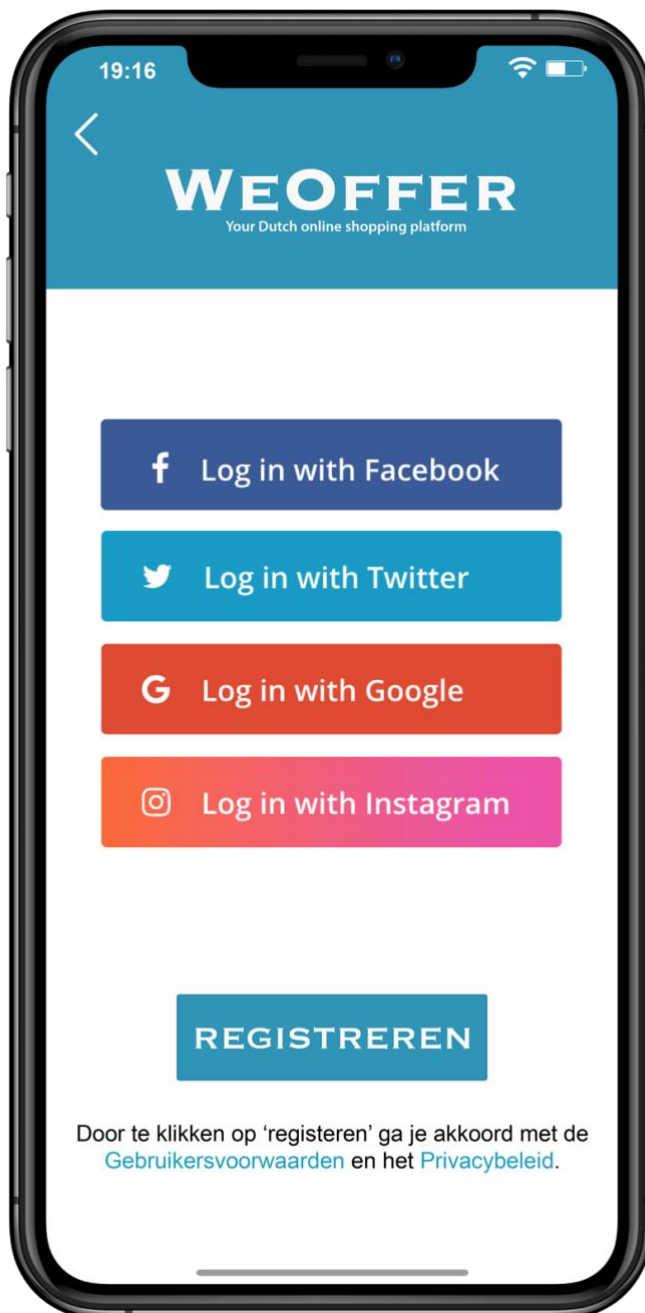 19:16
WEOFFER
Your Dutch online shopping platform
Log in with Facebook
Log in with Twitter
Log in with Google
Log in with Instagram
REGISTREREN
Door te klikken op ‘registeren’ ga je akkoord met de
Gebruikersvoorwaarden en het Privacybeleid.